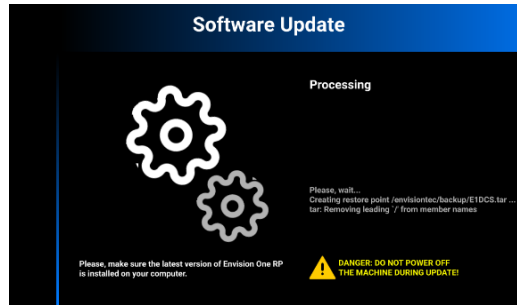 Software Update
Processing
Please, wait...
Creating restore point /envisiontec/backup/E1DCS.tar ...
tar: Removing leading `/' from member names
Please, make sure the latest version of Envision One RP
is installed on your computer.
DANGER: DO NOT POWER OFF
THE MACHINE DURING UPDATE!